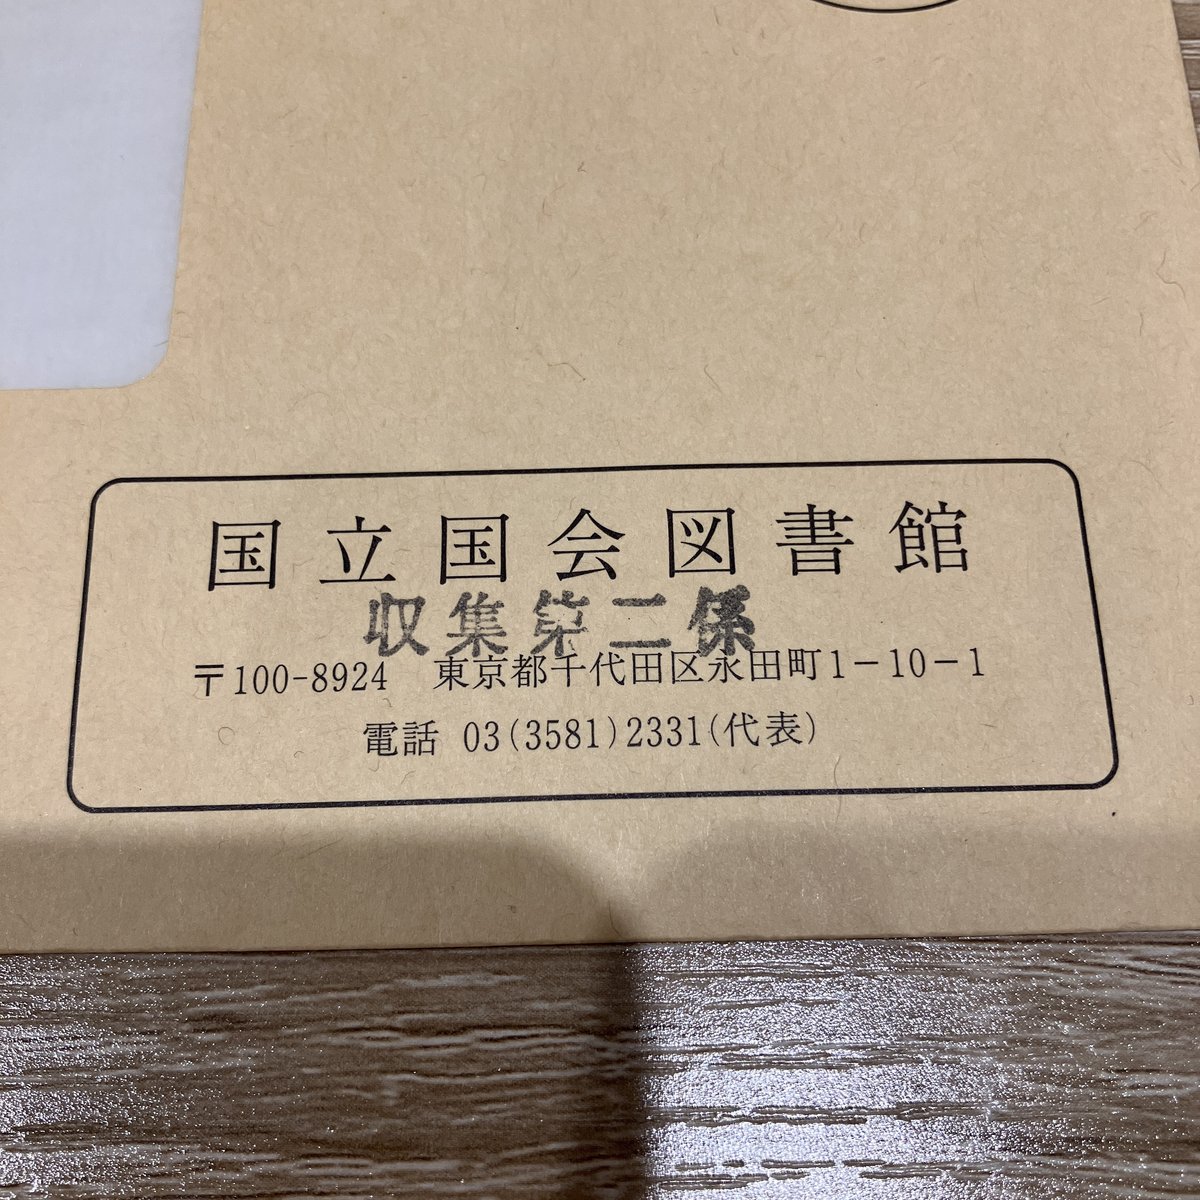 国立国会図書館
収集第二係
〒100-8924 東京都千代田区永田町1-10-1
電話 03(3581)2331(代表)